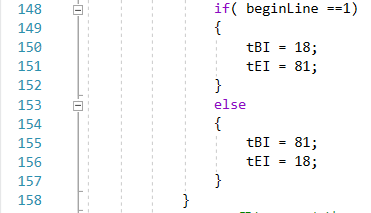 148 if( beginLine ==1)
149 {
150 tBI = 18;
151 tEI = 81;
152 }
153 else
154 {
155 tBI = 81;
156 tEI = 18;
157 }
158 }